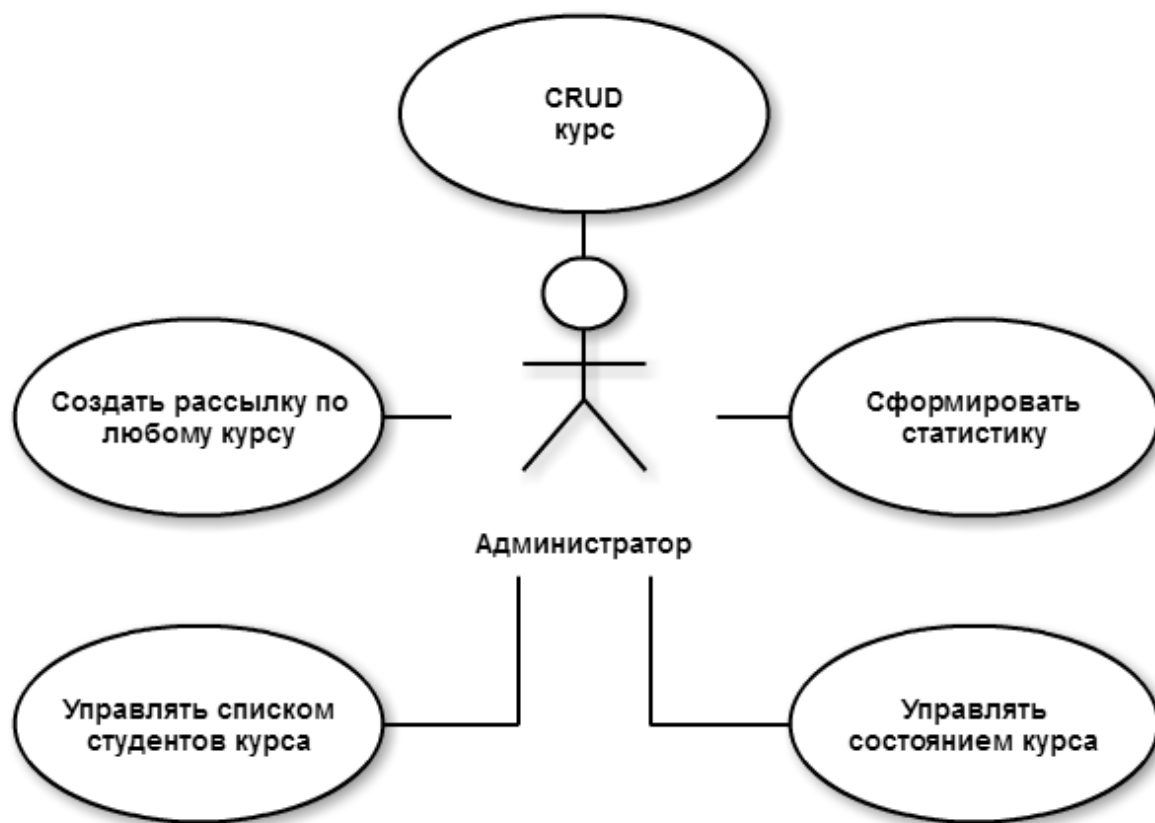 CRUD
курс
Создать рассылку по
любому курсу
Сформировать
статистику
Администратор
Управлять списком
студентов курса
Управлять
состоянием курса